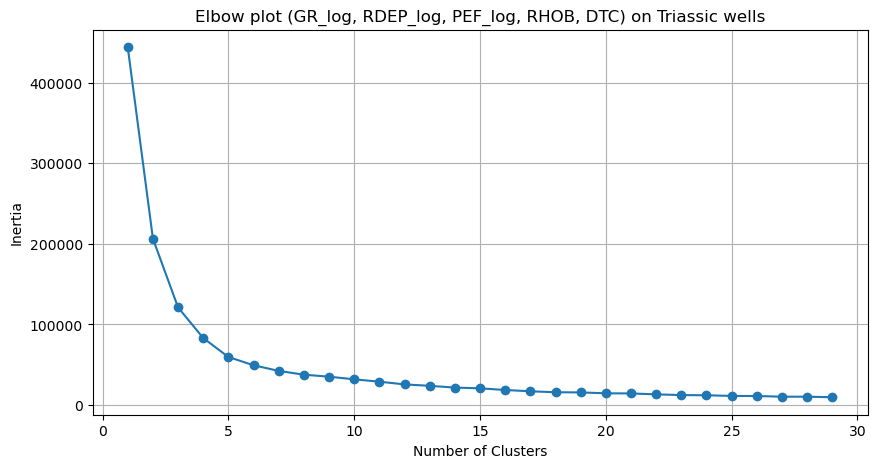 Elbow plot (GR_log, RDEP_log, PEF_log, RHOB, DTC) on Triassic wells
Inertia
400000
300000
200000
100000
0
0 5 10 15 20 25 30
Number of Clusters